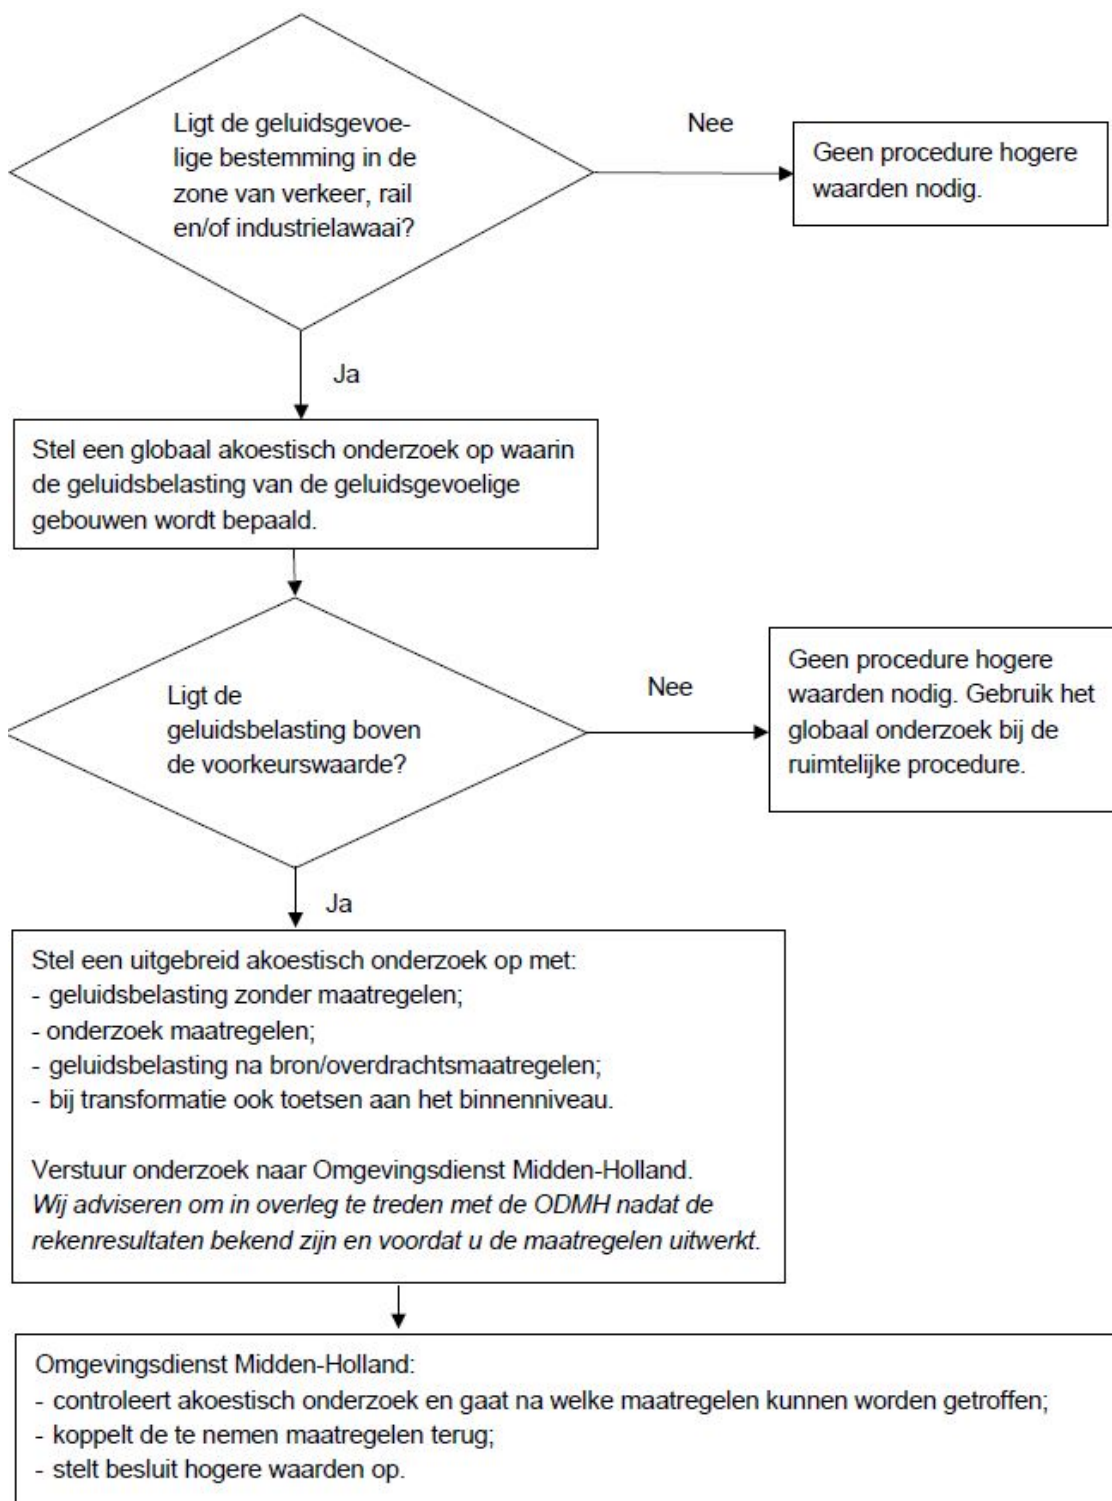 Ligt de geluidsgevoe-
lige bestemming in de
zone van verkeer, rail
en/of industrielawaai?
Nee
Geen procedure hogere
waarden nodig.
Ja
Stel een globaal akoestisch onderzoek op waarin
de geluidsbelasting van de geluidsgevoelige
gebouwen wordt bepaald.
Ligt de
geluidsbelasting boven
de voorkeurswaarde?
Nee
Geen procedure hogere
waarden nodig. Gebruik het
globaal onderzoek bij de
ruimtelijke procedure.
Ja
Stel een uitgebreid akoestisch onderzoek op met:
- geluidsbelasting zonder maatregelen;
- onderzoek maatregelen;
- geluidsbelasting na bron/overdrachtsmaatregelen;
- bij transformatie ook toetsen aan het binnenniveau.
Verstuur onderzoek naar Omgevingsdienst Midden-Holland.
Wij adviseren om in overleg te treden met de ODMH nadat de
rekenresultaten bekend zijn en voordat u de maatregelen uitwerkt.
Omgevingsdienst Midden-Holland:
- controleert akoestisch onderzoek en gaat na welke maatregelen kunnen worden getroffen;
- koppelt de te nemen maatregelen terug;
- stelt besluit hogere waarden op.